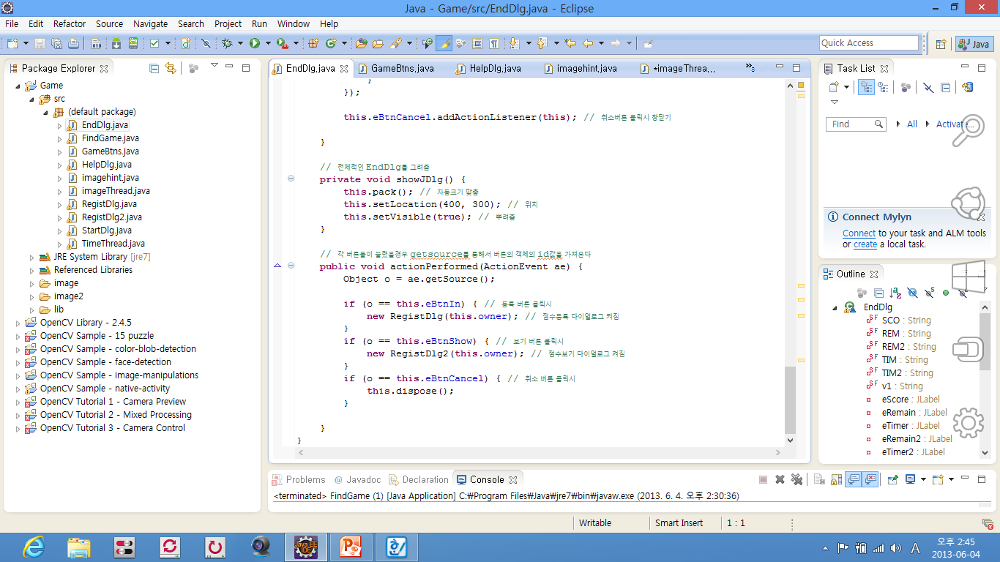 Java - Game/src/EndDlg.java - Eclipse
File Edit Refactor Source Navigate Search Project Run Window Help
Quick Access
Java
Package Explorer
Game
src
(default package)
EndDlg.java
FindGame.java
GameBtns.java
HelpDlg.java
imagehint.java
imageThread.java
RegistDlg.java
RegistDlg2.java
StartDlg.java
TimeThread.java
JRE System Library [jre7]
Referenced Libraries
image
image2
lib
OpenCV Library - 2.4.5
OpenCV Sample - 15 puzzle
OpenCV Sample - color-blob-detection
OpenCV Sample - face-detection
OpenCV Sample - image-manipulations
OpenCV Sample - native-activity
OpenCV Tutorial 1 - Camera Preview
OpenCV Tutorial 2 - Mixed Processing
OpenCV Tutorial 3 - Camera Control
EndDlg.java GameBtns.java HelpDlg.java imagehint.java *imageThrea... »5
}
});
this.eBtnCancel.addActionListener(this); // 취소버튼 클릭시 창닫기
}
// 전체적인 EndDlg를 그려줌
private void showJDlg() {
this.pack(); // 자동크기 맞춤
this.setLocation(400, 300); // 위치
this.setVisible(true); // 뿌려줌
}
// 각 버튼들이 눌렸을경우 getsource를 통해서 버튼의 객체의 id값을 가져온다
public void actionPerformed(ActionEvent ae) {
Object o = ae.getSource();
if (o == this.eBtnIn) { // 등록 버튼 클릭시
new RegistDlg(this.owner); // 점수등록 다이얼로그 켜짐
}
if (o == this.eBtnShow) { // 보기 버튼 클릭시
new RegistDlg2(this.owner); // 점수보기 다이얼로그 켜짐
}
if (o == this.eBtnCancel) { // 취소 버튼 클릭시
this.dispose();
}
}
}
Task List
Find All Activate...
Connect Mylyn
Connect to your task and ALM tools
or create a local task.
Outline
EndDlg
SCO : String
REM : String
REM2 : String
TIM : String
TIM2 : String
v1 : String
eScore : JLabel
eRemain : JLabel
eTimer : JLabel
eRemain2 : JLabel
eTimer2 : JLabel
Problems @ Javadoc Declaration Console
<terminated> FindGame (1) [Java Application] C:₩Program Files₩Java₩jre7₩bin₩javaw.exe (2013. 6. 4. 오후 2:30:36)
Writable Smart Insert 1 : 1
Java EE
IDE
A
오후 2:45
2013-06-04